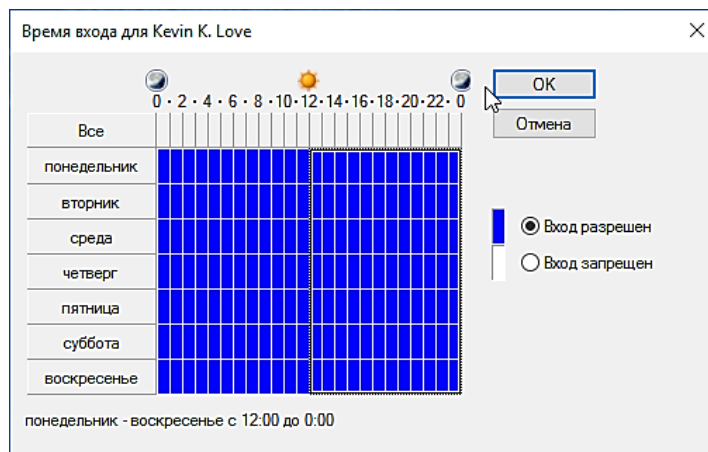 Время входа для Kevin K. Love
0 · 2 · 4 · 6 · 8 · 10 · 12 · 14 · 16 · 18 · 20 · 22 · 0
OK
Отмена
Все
понедельник
вторник
среда
четверг
пятница
суббота
воскресенье
Вход разрешен
Вход запрещен
понедельник - воскресенье с 12:00 до 0:00